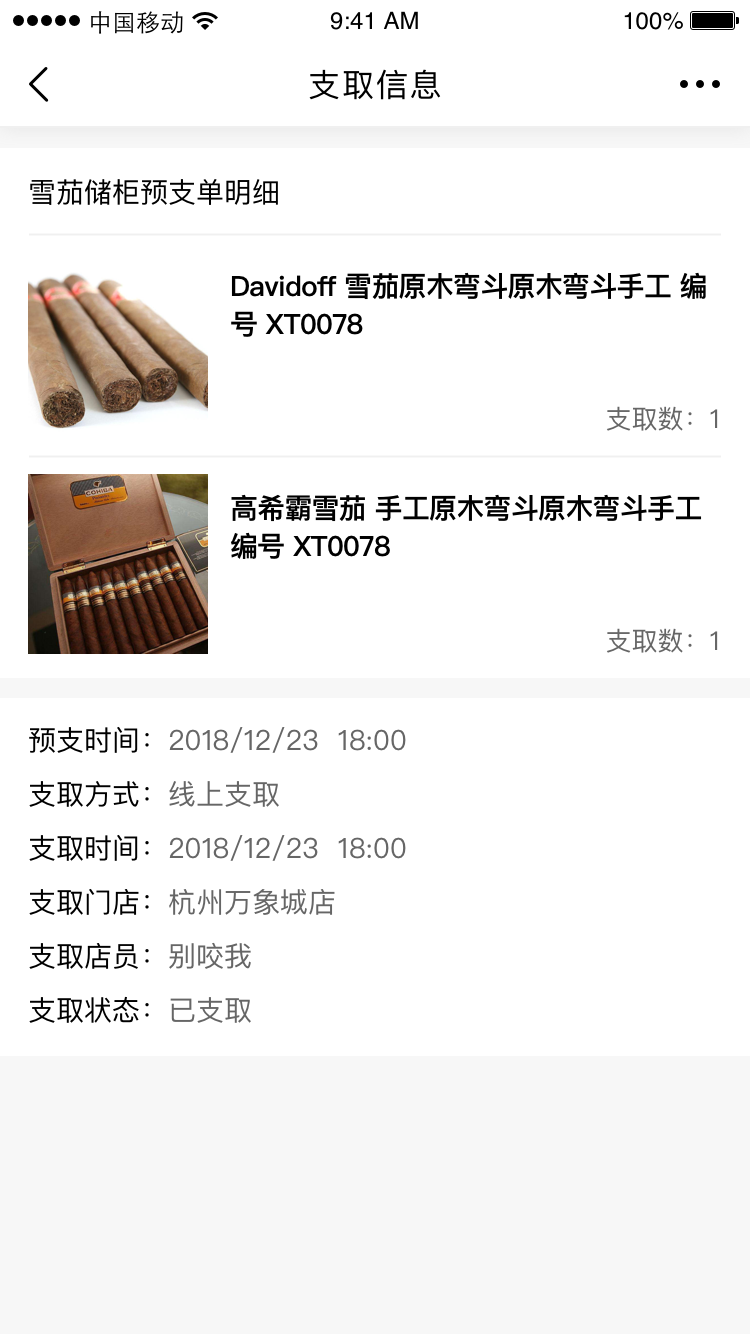 中国移动 9:41 AM 100%
支取信息
雪茄储柜预支单明细
Davidoff 雪茄原木弯斗原木弯斗手工 编
号 XT0078
支取数：1
COHIBA
高希霸雪茄 手工原木弯斗原木弯斗手工
编号 XT0078
支取数：1
预支时间：2018/12/23 18:00
支取方式：线上支取
支取时间：2018/12/23 18:00
支取门店：杭州万象城店
支取店员：别咬我
支取状态：已支取